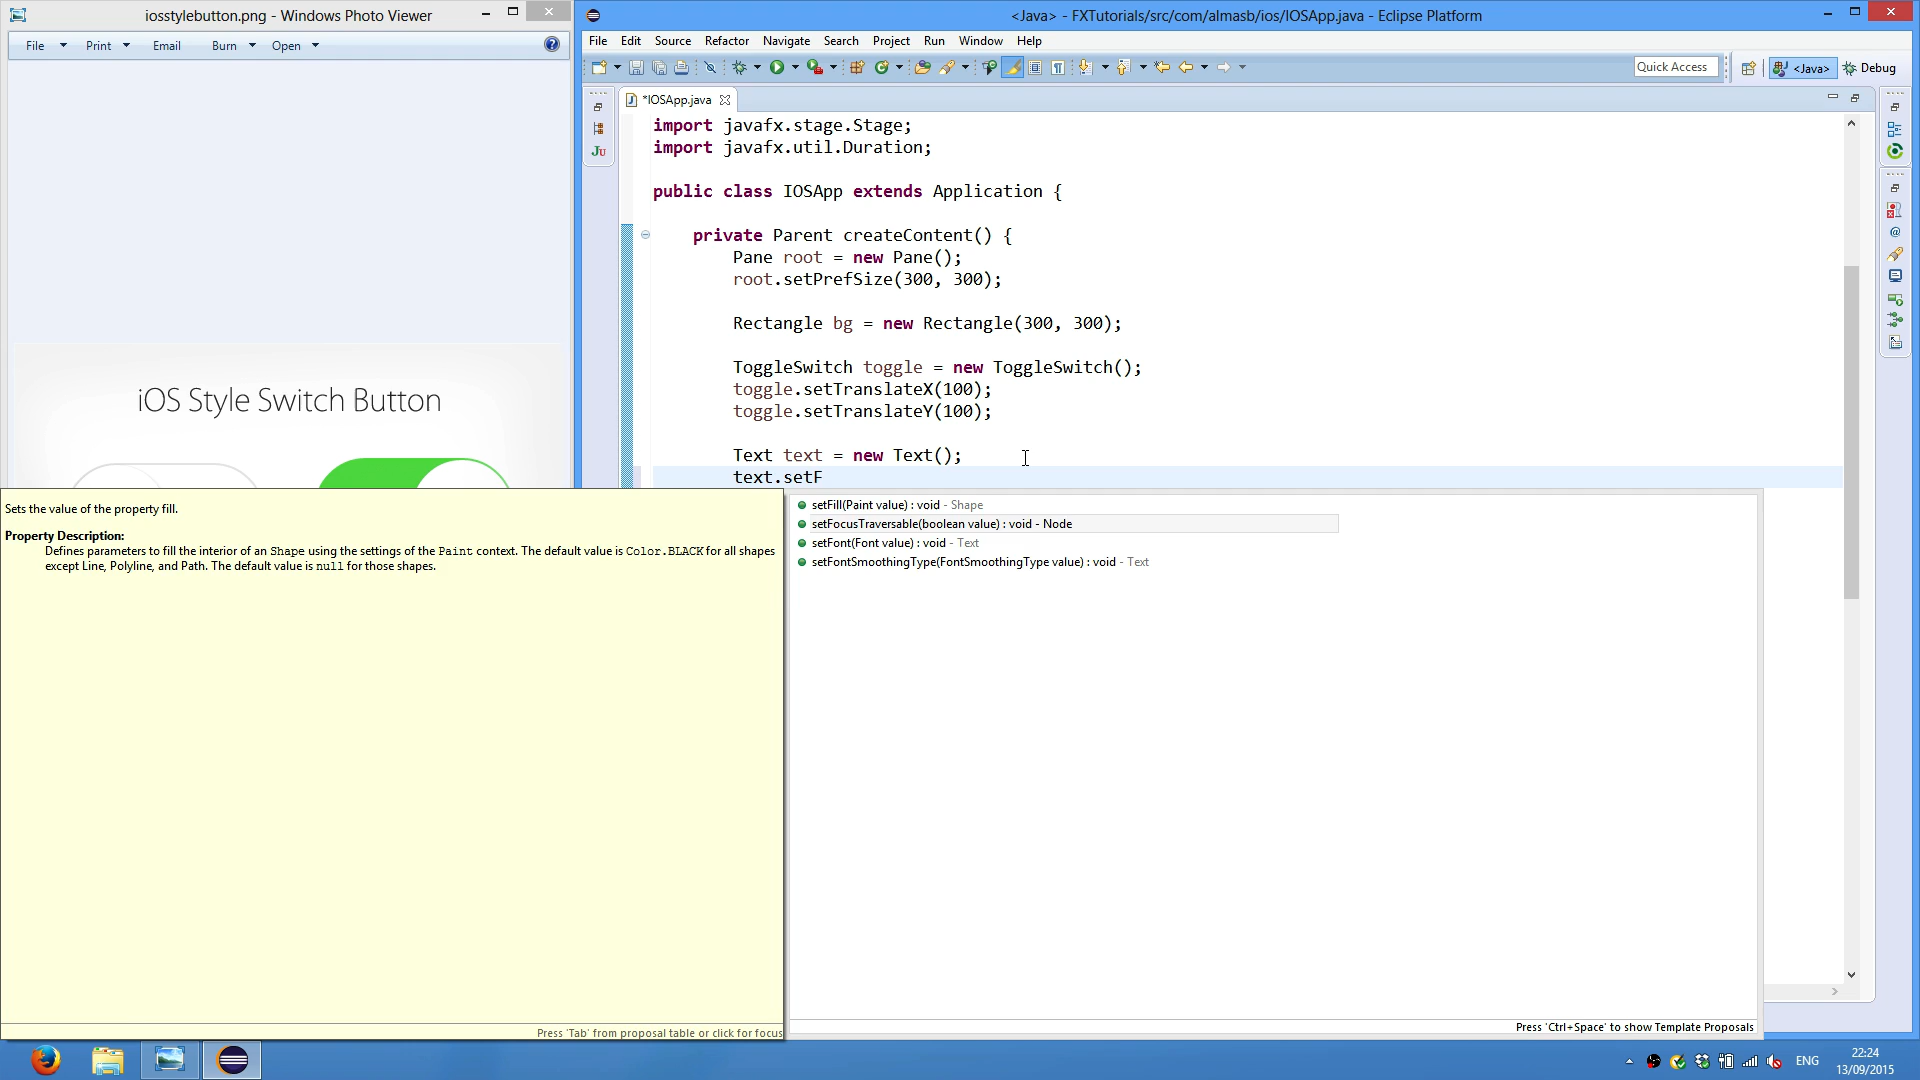 iosstylebutton.png - Windows Photo Viewer
File Print Email Burn Open
iOS Style Switch Button
<Java> - FXTutorials/src/com/almasb/ios/IOSApp.java - Eclipse Platform
File Edit Source Refactor Navigate Search Project Run Window Help
Quick Access
<Java>
Debug
*IOSApp.java
import javafx.stage.Stage;
import javafx.util.Duration;
public class IOSApp extends Application {
private Parent createContent() {
Pane root = new Pane();
root.setPrefSize(300, 300);
Rectangle bg = new Rectangle(300, 300);
ToggleSwitch toggle = new ToggleSwitch();
toggle.setTranslateX(100);
toggle.setTranslateY(100);
Text text = new Text();
text.setF
Sets the value of the property fill.
Property Description:
Defines parameters to fill the interior of an Shape using the settings of the Paint context. The default value is Color.BLACK for all shapes
except Line, Polyline, and Path. The default value is null for those shapes.
Press 'Tab' from proposal table or click for focus
setFill(Paint value) : void - Shape
setFocusTraversable(boolean value) : void - Node
setFont(Font value) : void - Text
setFontSmoothingType(FontSmoothingType value) : void - Text
Press 'Ctrl+Space' to show Template Proposals
ENG
22:24
13/09/2015